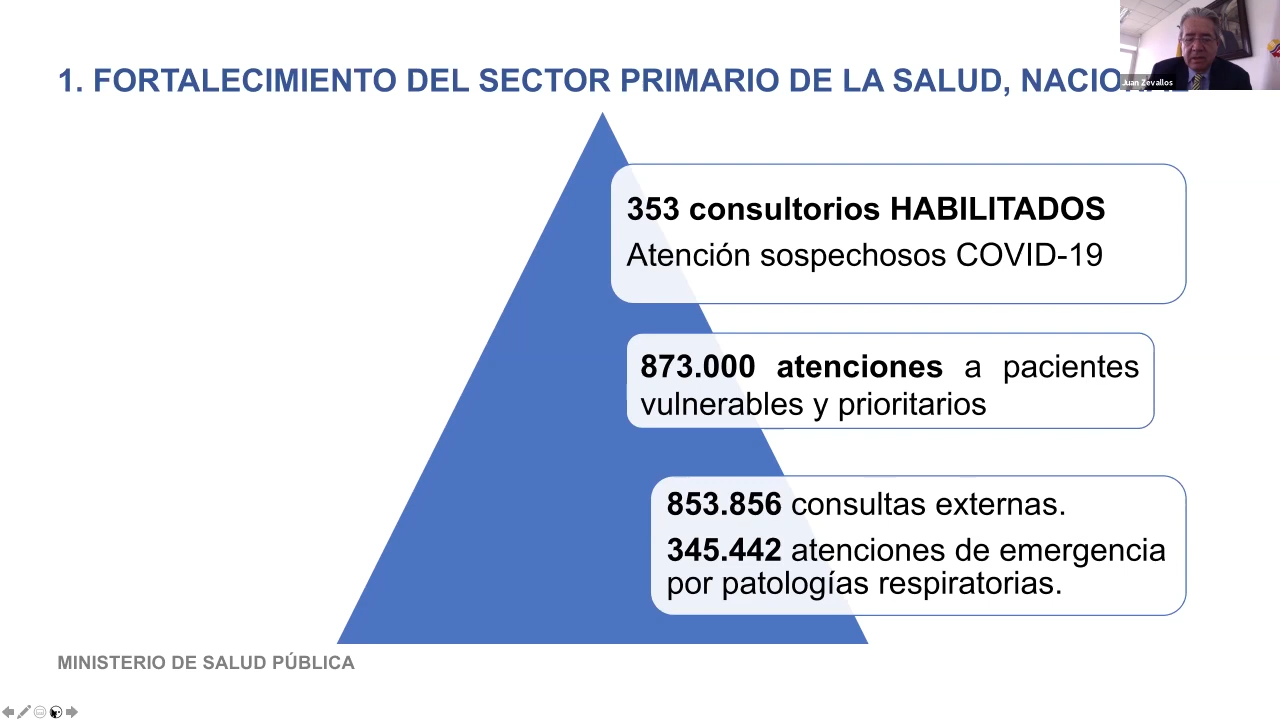 1. FORTALECIMIENTO DEL SECTOR PRIMARIO DE LA SALUD, NACIONAL
Juan Zevallos
353 consultorios HABILITADOS
Atención sospechosos COVID-19
873.000 atenciones a pacientes
vulnerables y prioritarios
853.856 consultas externas.
345.442 atenciones de emergencia
por patologías respiratorias.
MINISTERIO DE SALUD PÚBLICA